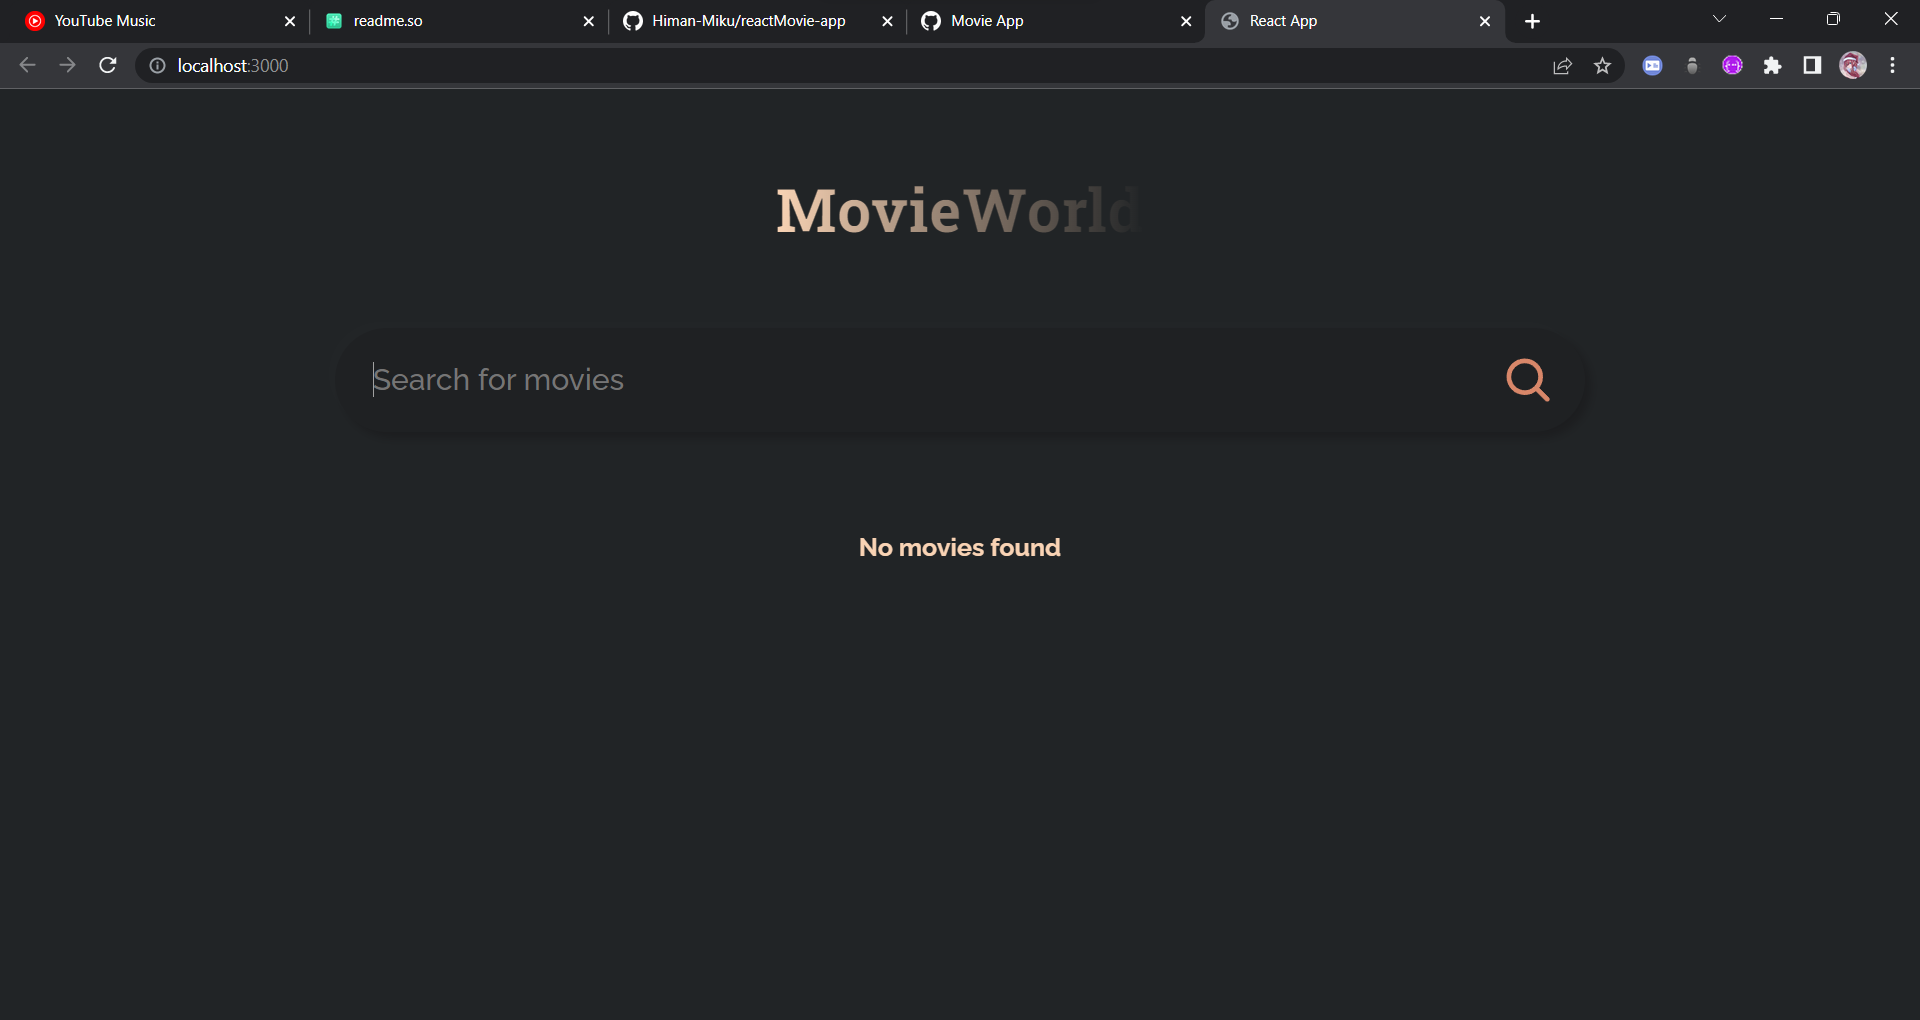 YouTube Music
readme.so
Himan-Miku/reactMovie-app
Movie App
React App
localhost:3000
MovieWorld
Search for movies
No movies found